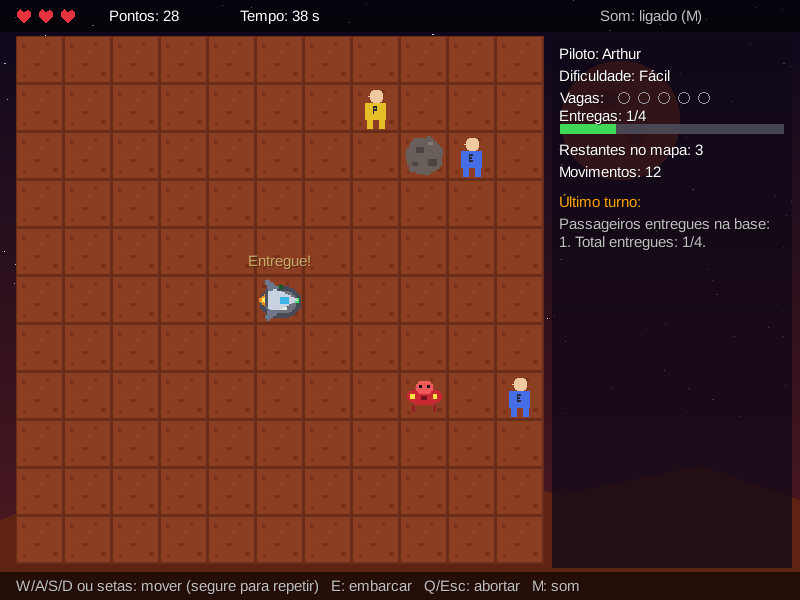 Pontos: 28 Tempo: 38 s Som: ligado (M)
Piloto: Arthur
Dificuldade: Fácil
Vagas:
Entregas: 1/4
Restantes no mapa: 3
Movimentos: 12
Último turno:
Passageiros entregues na base:
1. Total entregues: 1/4.
P
E
Entregue!
E
W/A/S/D ou setas: mover (segure para repetir) E: embarcar Q/Esc: abortar M: som